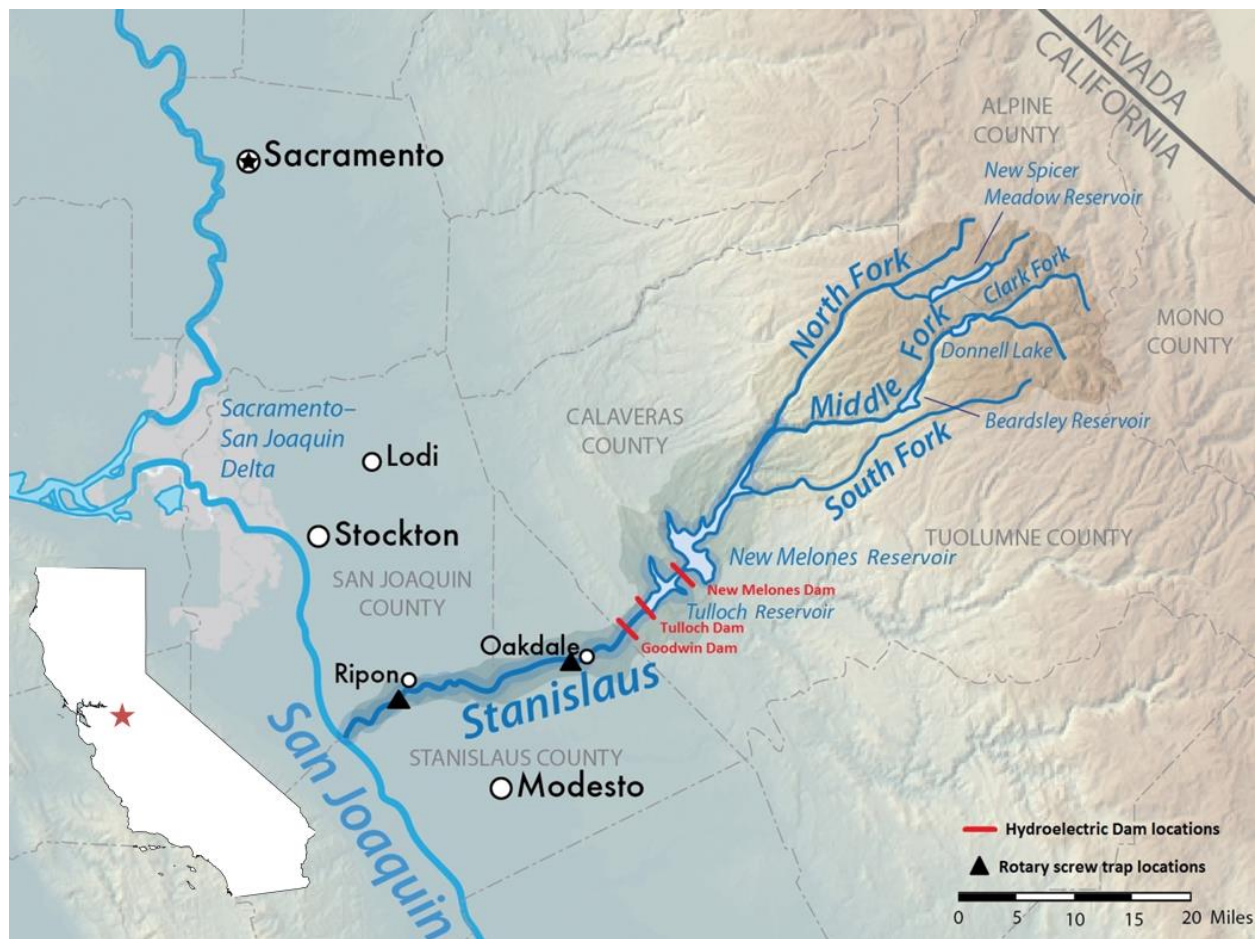 NEVADA
CALIFORNIA
ALPINE
COUNTY
New Spicer
Meadow Reservoir
Sacramento
North Fork
Clark Fork
MONO
COUNTY
Fork
Donnell Lake
Middle
Beardsley Reservoir
South Fork
CALAVERAS
COUNTY
Sacramento–
San Joaquin
Delta
Lodi
Stockton
TUOLUMNE COUNTY
New Melones Reservoir
SAN JOAQUIN
COUNTY
New Melones Dam
Tulloch Reservoir
Tulloch Dam
Goodwin Dam
Oakdale
Ripon
Stanislaus
San Joaquin
STANISLAUS COUNTY
Modesto
Hydroelectric Dam locations
Rotary screw trap locations
0 5 10 15 20 Miles